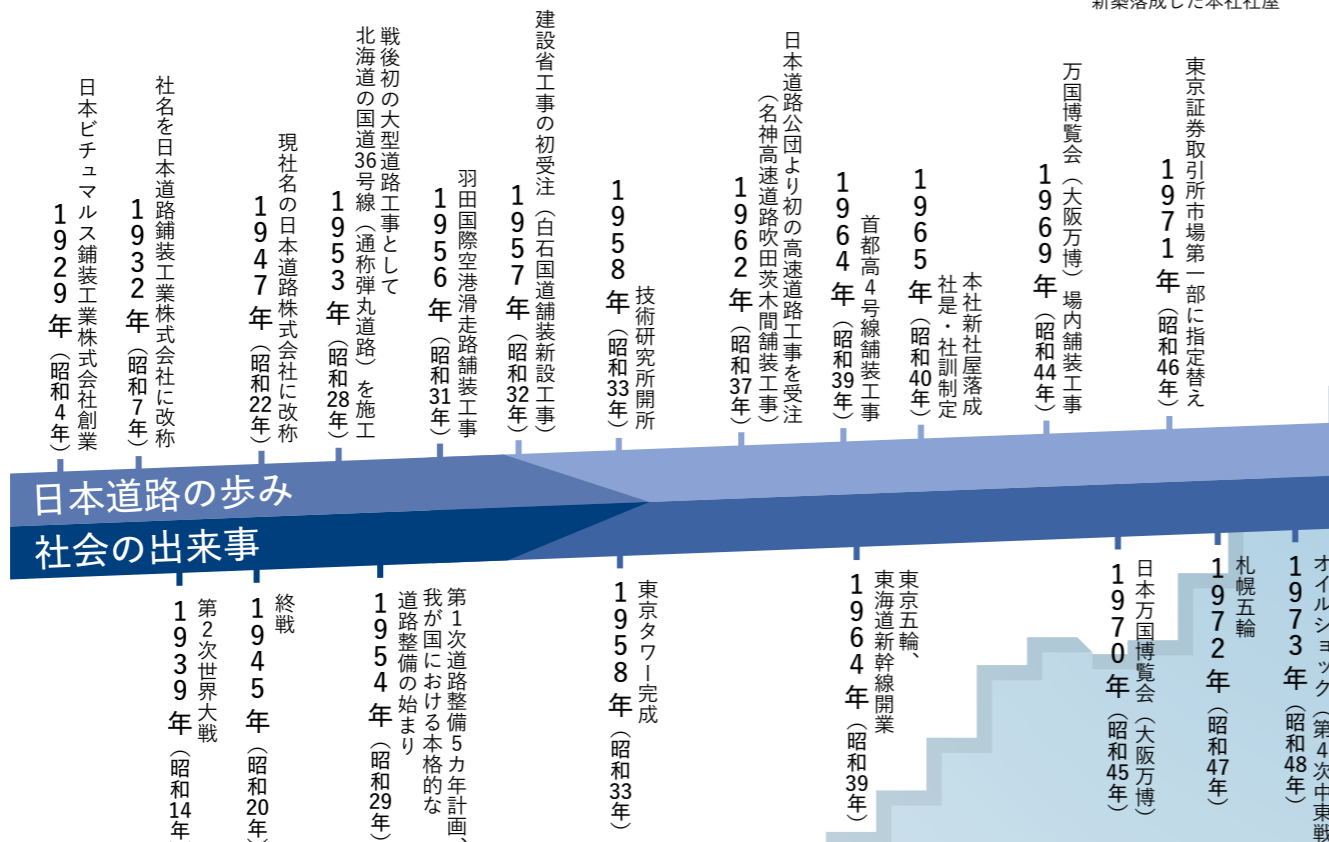 新築落成した本社社屋
1929年（昭和4年）
日本ビチュマルス鋪装工業株式会社創業
1932年（昭和7年）
社名を日本道路鋪装工業株式会社に改称
1947年（昭和22年）
現社名の日本道路株式会社に改称
1953年（昭和28年）
戦後初の大型道路工事として
北海道の国道36号線（通称弾丸道路）を施工
1956年（昭和31年）
羽田国際空港滑走路舗装工事
1957年（昭和32年）
建設省工事の初受注（白石国道舗装新設工事）
1958年（昭和33年）
技術研究所開所
1962年（昭和37年）
日本道路公団より初の高速道路工事を受注
（名神高速道路吹田茨木間舗装工事）
1964年（昭和39年）
首都高4号線舗装工事
1965年（昭和40年）
本社新社屋落成
社是・社訓制定
1969年（昭和44年）
万国博覧会（大阪万博）場内舗装工事
1971年（昭和46年）
東京証券取引所市場第一部に指定替え
日本道路の歩み
社会の出来事
1939年（昭和14年
第2次世界大戦
1945年（昭和20年）
終戦
1954年（昭和29年）
第1次道路整備5カ年計画、
我が国における本格的な
道路整備の始まり
1958年（昭和33年）
東京タワー完成
1964年（昭和39年）
東京五輪、
東海道新幹線開業
1970年（昭和45年）
日本万国博覧会（大阪万博）
1972年（昭和47年）
札幌五輪
1973年（昭和48年）
オイルショック（第4次中東戦